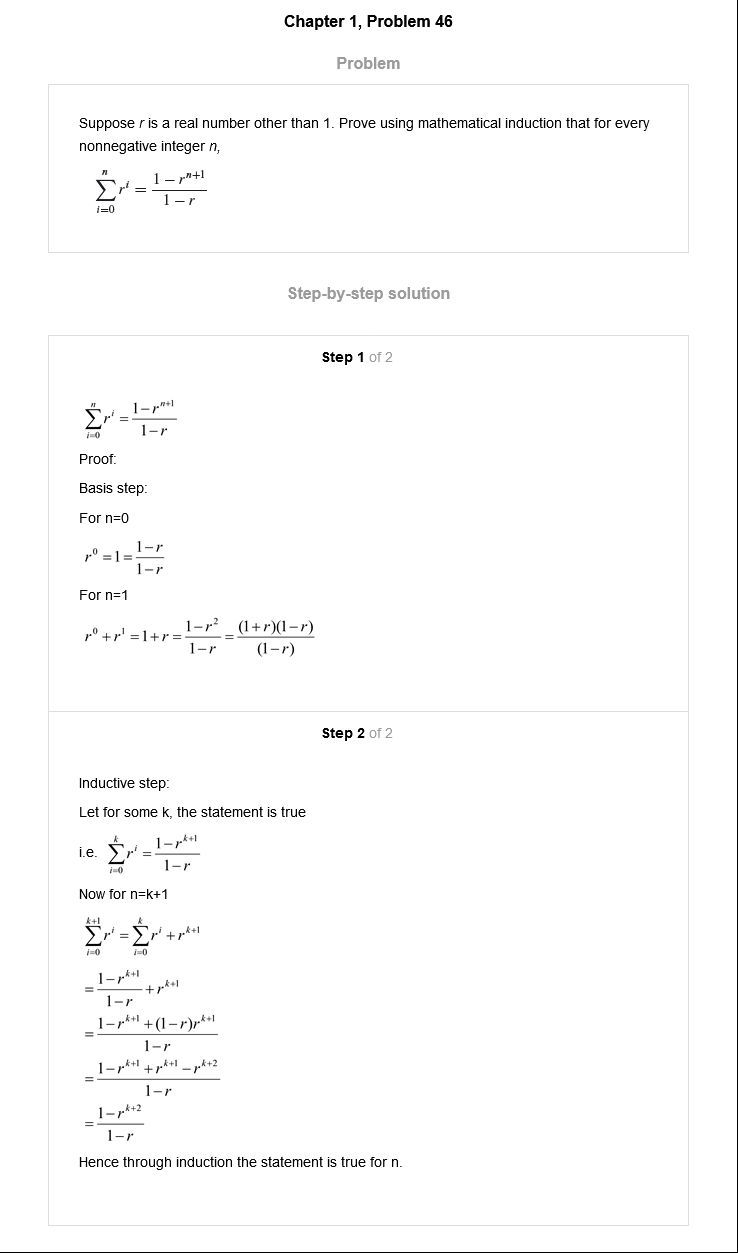 Chapter 1, Problem 46
Problem
Suppose r is a real number other than 1. Prove using mathematical induction that for every
nonnegative integer n,
$\sum_{i=0}^{n} r^i = \frac{1-r^{n+1}}{1-r}$
Step-by-step solution
Step 1 of 2
$\sum_{i=0}^{n} r^i = \frac{1-r^{n+1}}{1-r}$
Proof:
Basis step:
For n=0
$r^0 = 1 = \frac{1-r}{1-r}$
For n=1
$r^0 + r^1 = 1+r = \frac{1-r^2}{1-r} = \frac{(1+r)(1-r)}{(1-r)}$
Step 2 of 2
Inductive step:
Let for some k, the statement is true
i.e. $\sum_{i=0}^{k} r^i = \frac{1-r^{k+1}}{1-r}$
Now for n=k+1
$\sum_{i=0}^{k+1} r^i = \sum_{i=0}^{k} r^i + r^{k+1}$
$= \frac{1-r^{k+1}}{1-r} + r^{k+1}$
$= \frac{1-r^{k+1}+(1-r)r^{k+1}}{1-r}$
$= \frac{1-r^{k+1}+r^{k+1}-r^{k+2}}{1-r}$
$= \frac{1-r^{k+2}}{1-r}$
Hence through induction the statement is true for n.